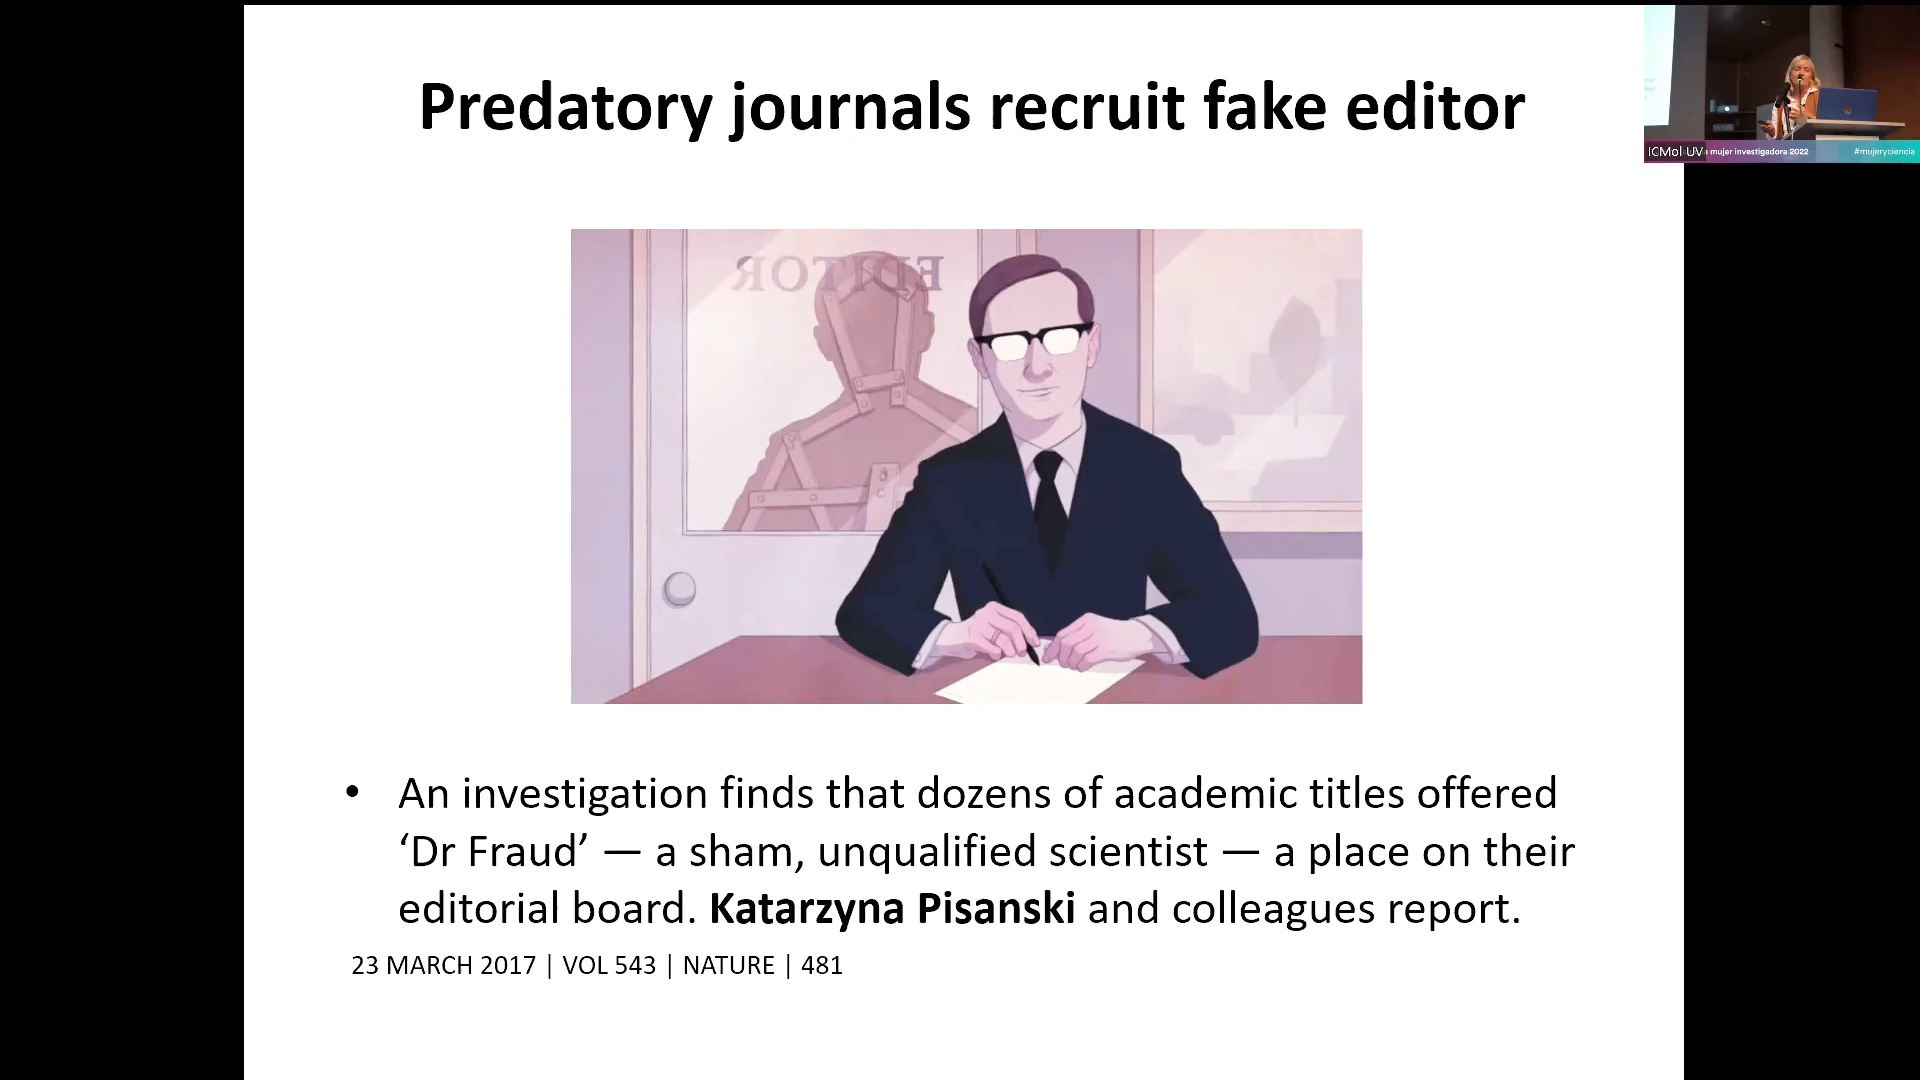 Predatory journals recruit fake editor
EDITOR
• An investigation finds that dozens of academic titles offered
‘Dr Fraud’ — a sham, unqualified scientist — a place on their
editorial board. Katarzyna Pisanski and colleagues report.
23 MARCH 2017 | VOL 543 | NATURE | 481
ICMol UV
mujer investigadora 2022
#mujeryciencia